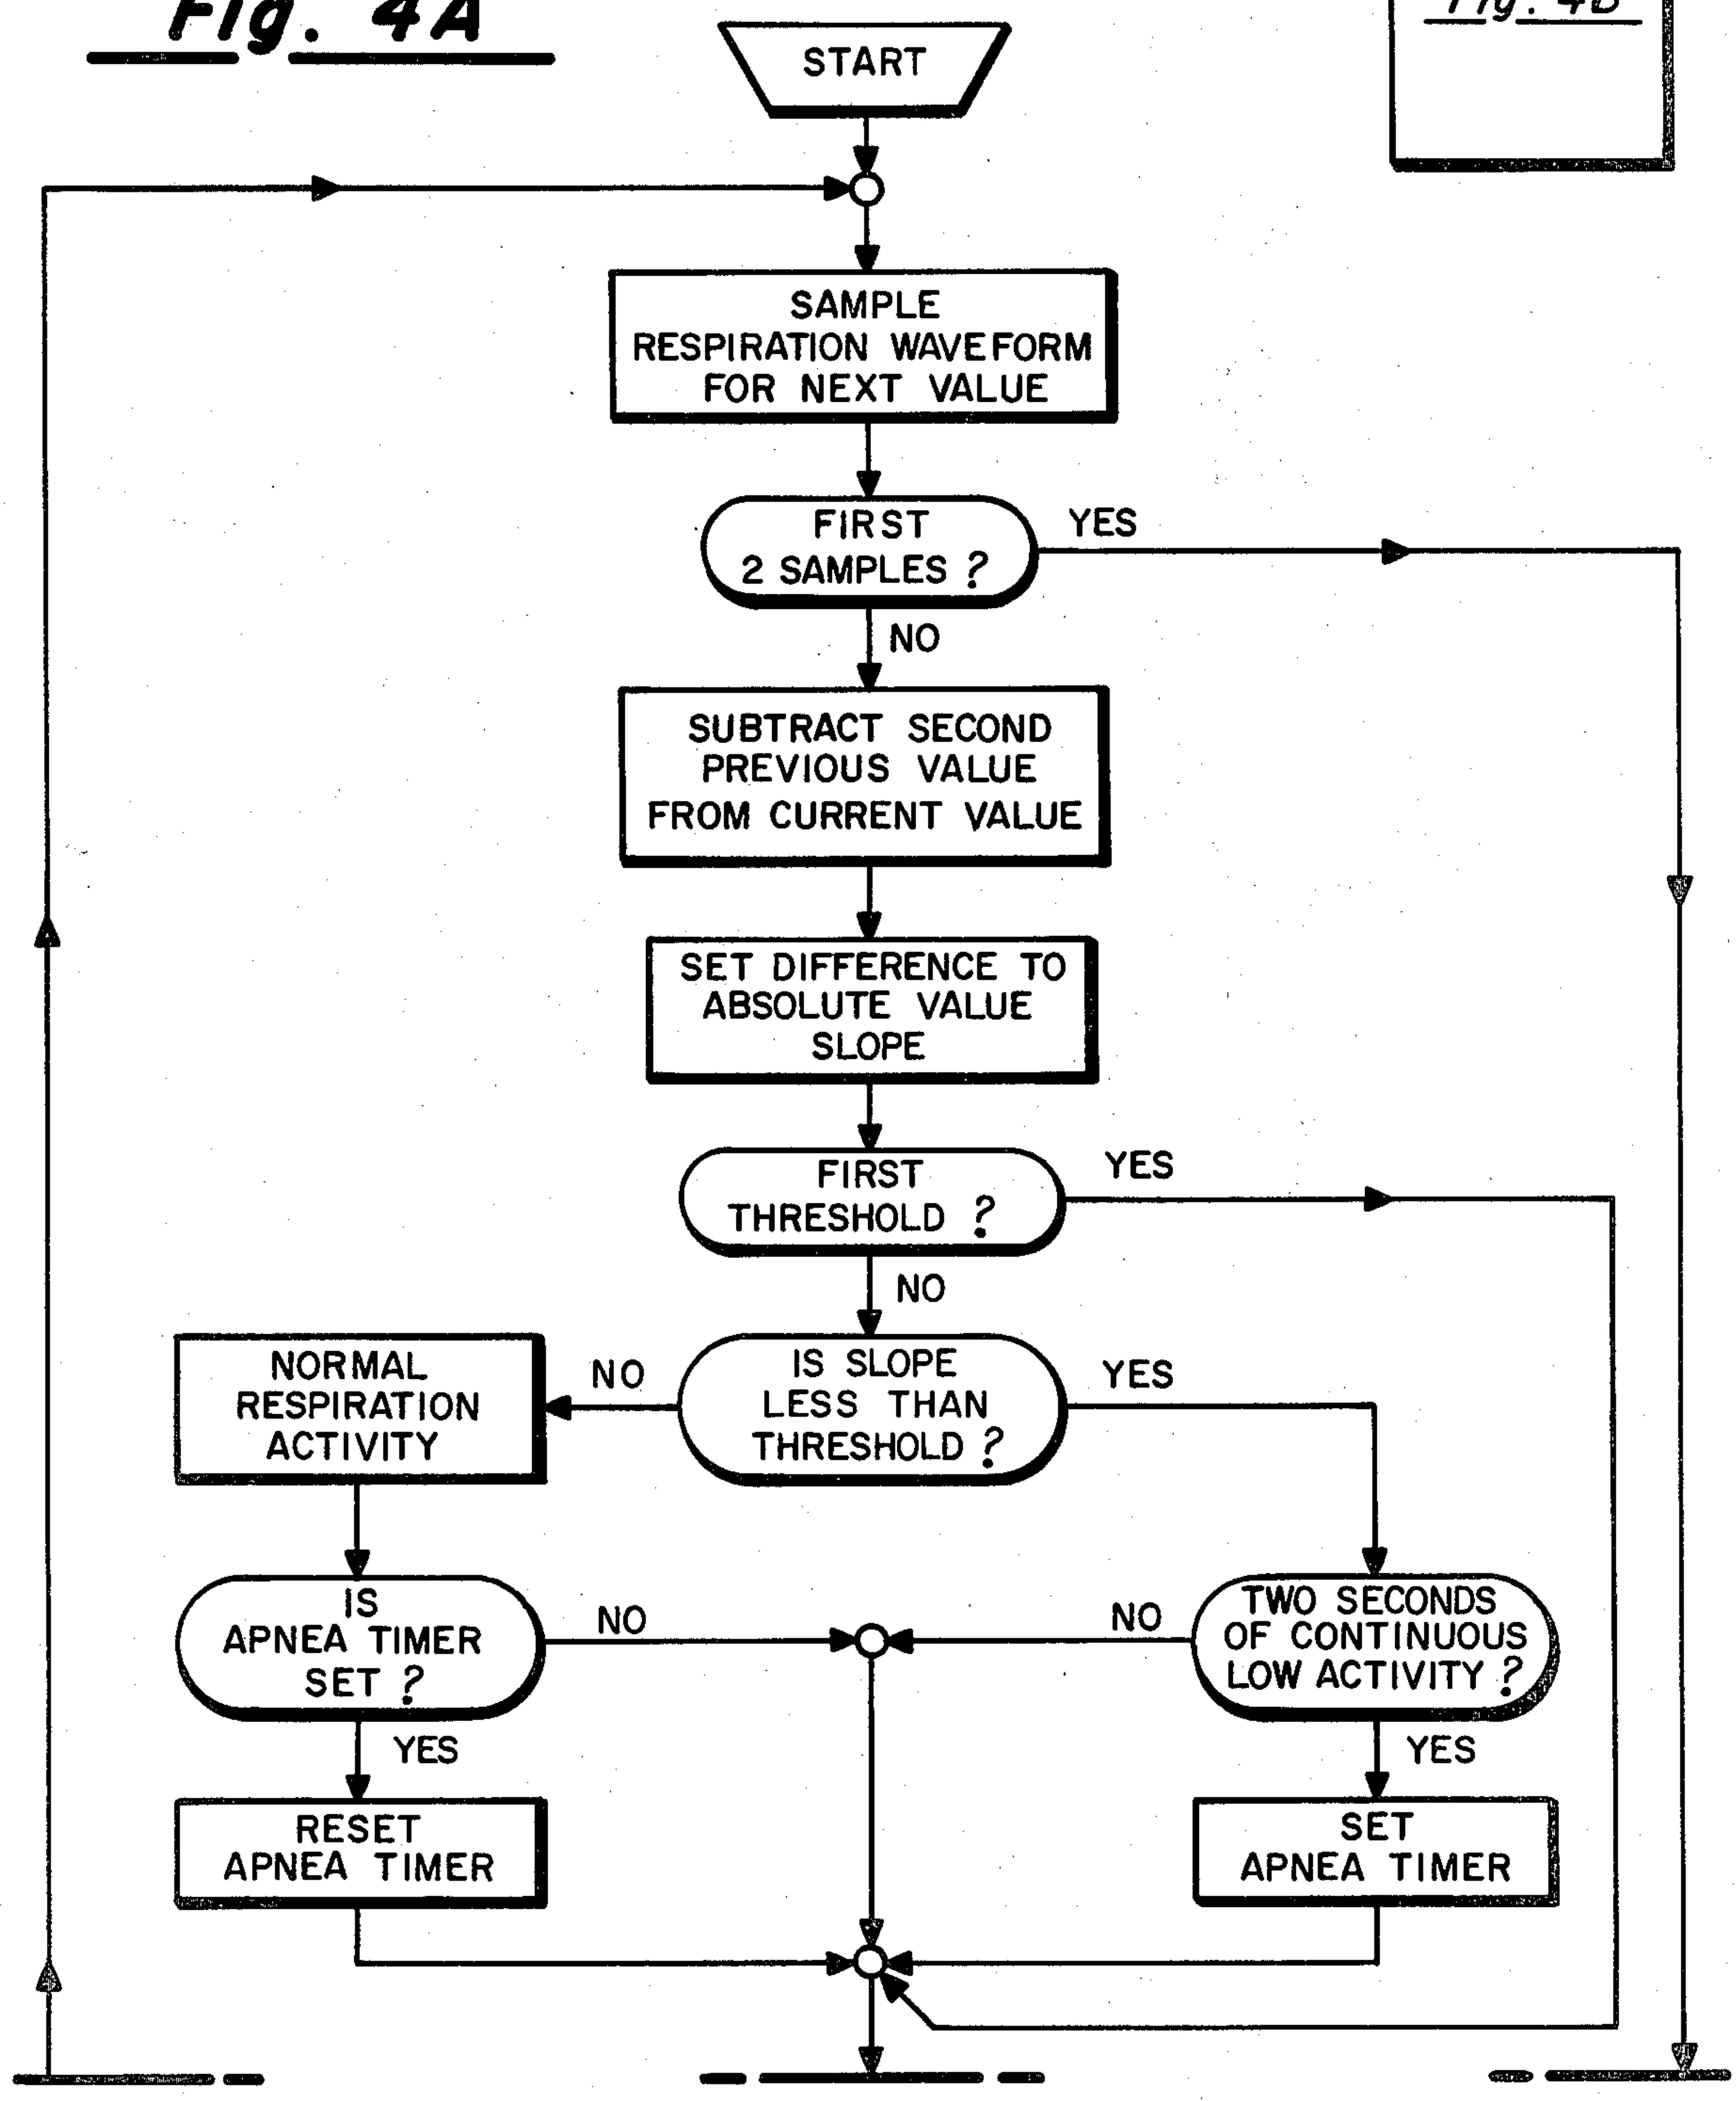 Fig. 4A
Fig. 4B
START
SAMPLE
RESPIRATION WAVEFORM
FOR NEXT VALUE
FIRST
2 SAMPLES ?
YES
NO
SUBTRACT SECOND
PREVIOUS VALUE
FROM CURRENT VALUE
SET DIFFERENCE TO
ABSOLUTE VALUE
SLOPE
FIRST
THRESHOLD ?
YES
NO
NORMAL
RESPIRATION
ACTIVITY
NO
IS SLOPE
LESS THAN
THRESHOLD ?
YES
IS
APNEA TIMER
SET ?
NO
NO
TWO SECONDS
OF CONTINUOUS
LOW ACTIVITY ?
YES
YES
RESET
APNEA TIMER
SET
APNEA TIMER